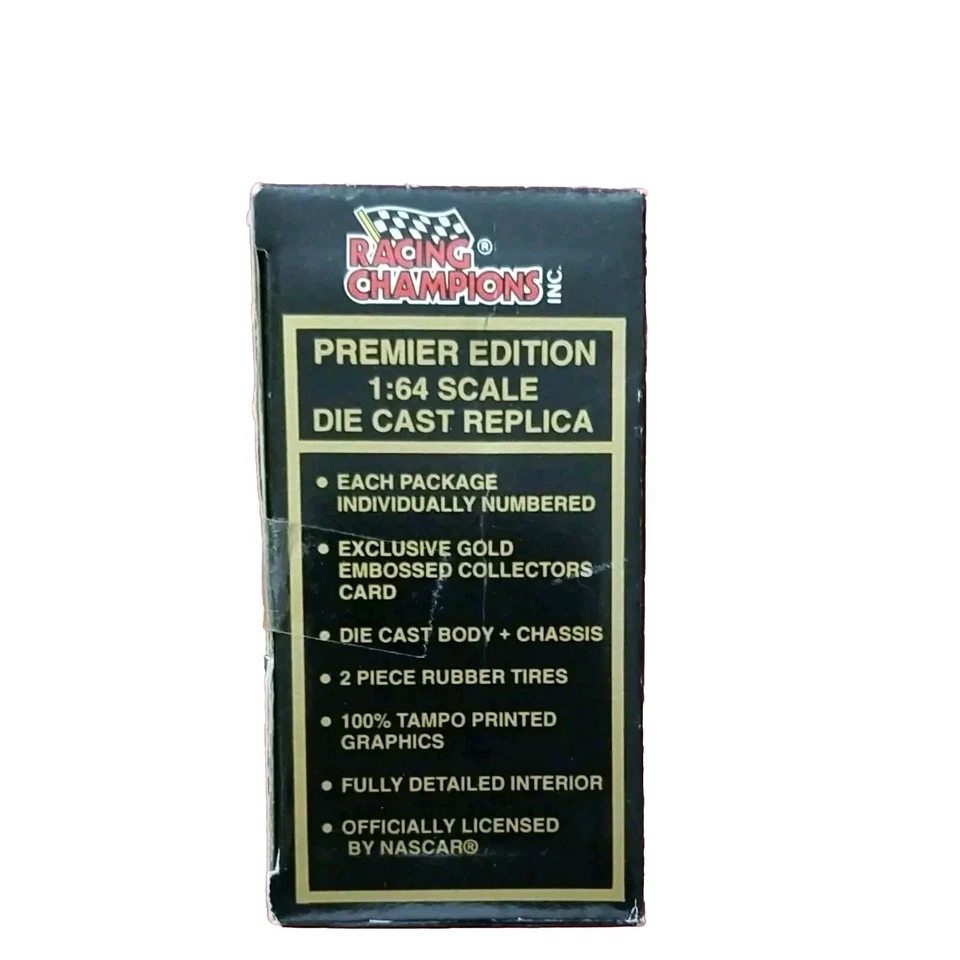 RACING ®
CHAMPIONS INC.
PREMIER EDITION
1:64 SCALE
DIE CAST REPLICA
• EACH PACKAGE
INDIVIDUALLY NUMBERED
• EXCLUSIVE GOLD
EMBOSSED COLLECTORS
CARD
• DIE CAST BODY + CHASSIS
• 2 PIECE RUBBER TIRES
• 100% TAMPO PRINTED
GRAPHICS
• FULLY DETAILED INTERIOR
• OFFICIALLY LICENSED
BY NASCAR®